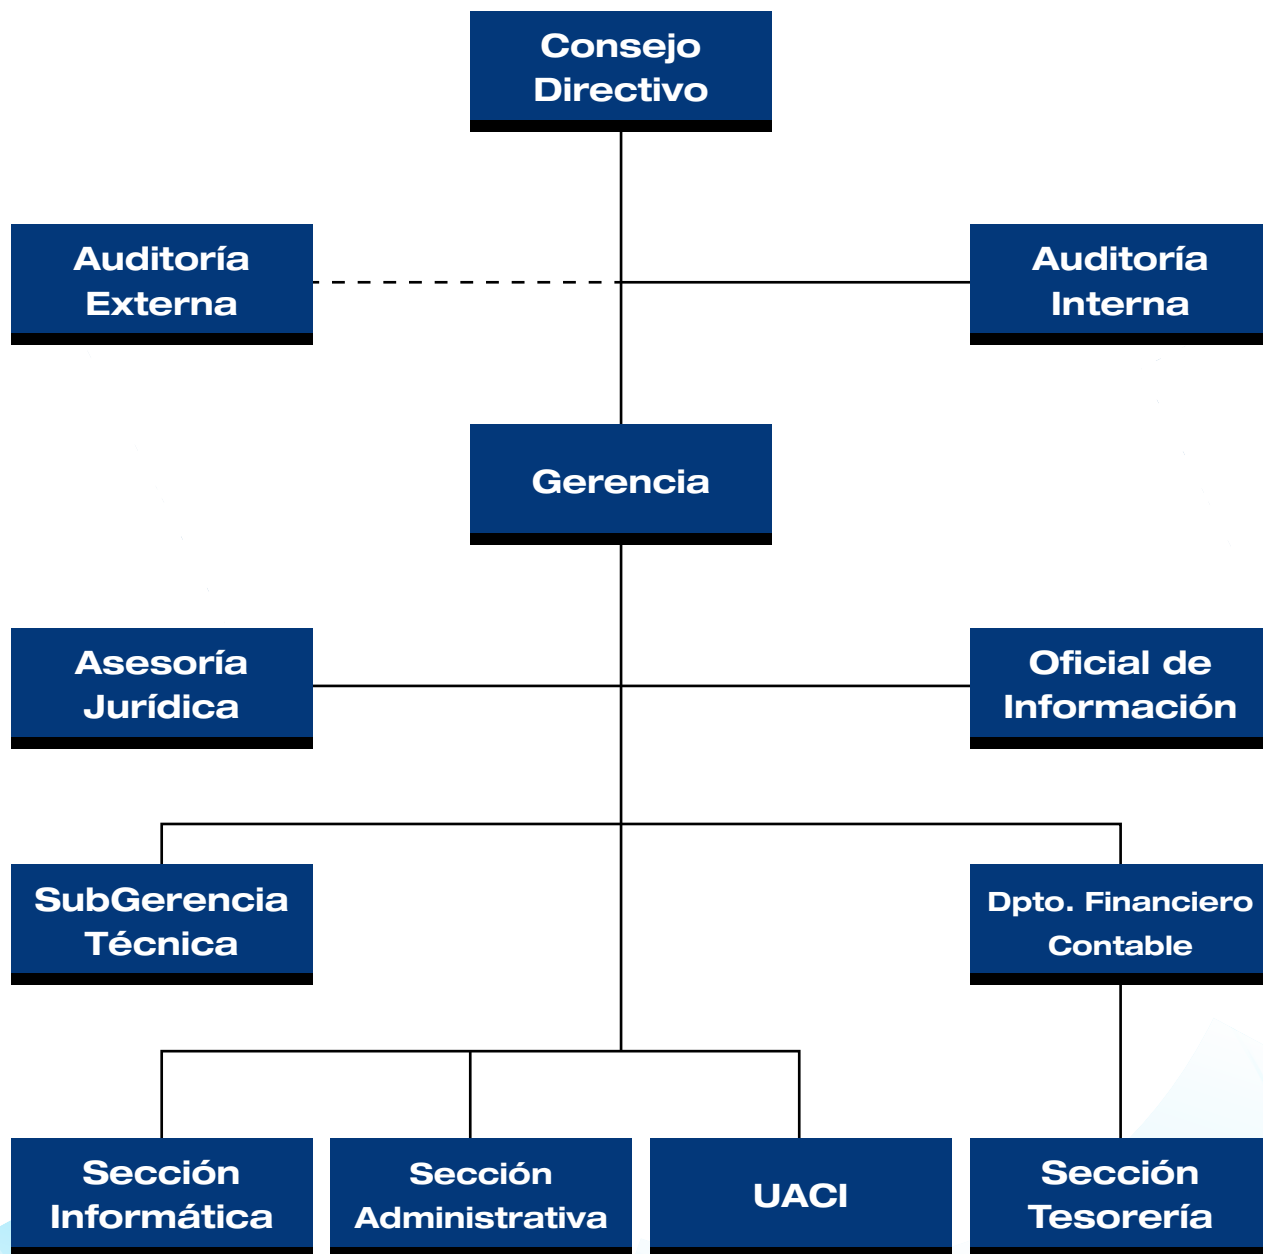 Consejo
Directivo
Auditoría
Externa
Auditoría
Interna
Gerencia
Asesoría
Jurídica
Oficial de
Información
SubGerencia
Técnica
Dpto. Financiero
Contable
Sección
Informática
Sección
Administrativa
UACI
Sección
Tesorería